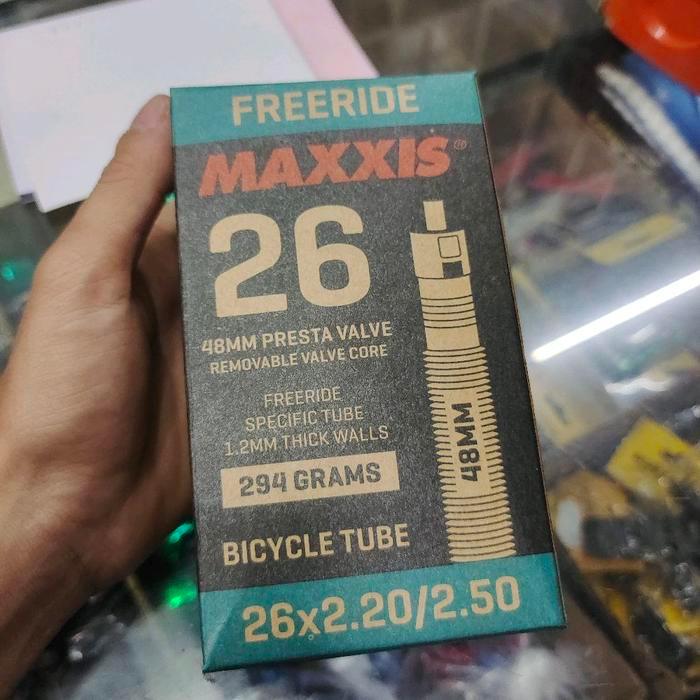 FREERIDE
MAXXIS®
26
48MM PRESTA VALVE
REMOVABLE VALVE CORE
FREERIDE
SPECIFIC TUBE
1.2MM THICK WALLS
294 GRAMS
48MM
BICYCLE TUBE
26x2.20/2.50